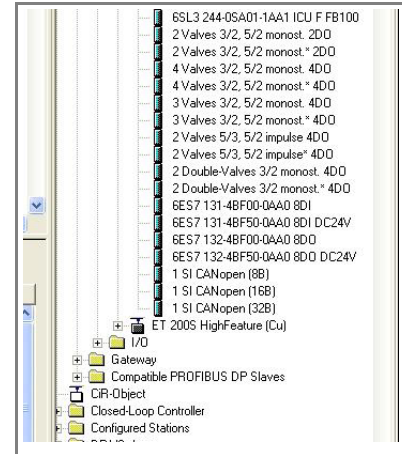 6SL3 244-0SA01-1AA1 ICU F FB100
2 Valves 3/2, 5/2 monost. 2DO
2 Valves 3/2, 5/2 monost.* 2DO
4 Valves 3/2, 5/2 monost. 4DO
4 Valves 3/2, 5/2 monost.* 4DO
3 Valves 3/2, 5/2 monost. 4DO
3 Valves 3/2, 5/2 monost.* 4DO
2 Valves 5/3, 5/2 impulse 4DO
2 Valves 5/3, 5/2 impulse* 4DO
2 Double-Valves 3/2 monost. 4DO
2 Double-Valves 3/2 monost.* 4DO
6ES7 131-4BF00-0AA0 8DI
6ES7 131-4BF50-0AA0 8DI DC24V
6ES7 132-4BF00-0AA0 8DO
6ES7 132-4BF50-0AA0 8DO DC24V
1 SI CANopen (8B)
1 SI CANopen (16B)
1 SI CANopen (32B)
ET 200S HighFeature (Cu)
I/O
Gateway
Compatible PROFIBUS DP Slaves
CiR-Object
Closed-Loop Controller
Configured Stations